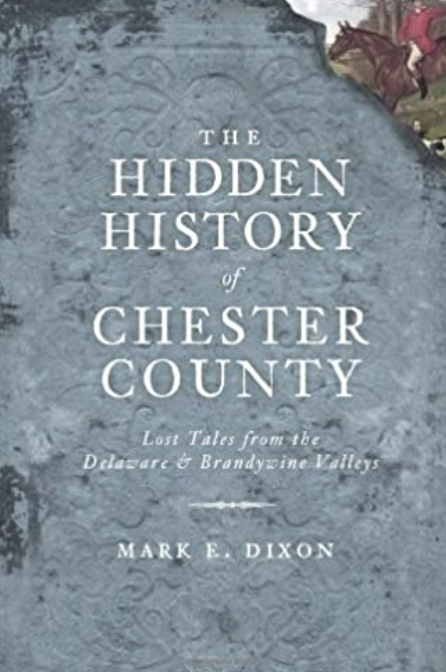 THE
HIDDEN
HISTORY
of
CHESTER
COUNTY
Lost Tales from the
Delaware & Brandywine Valleys
MARK E. DIXON